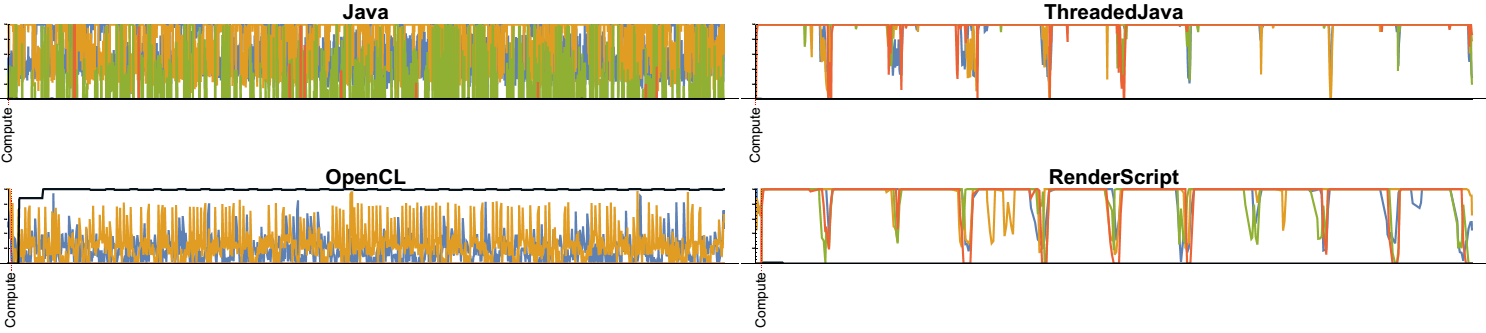 Java
ThreadedJava
Compute
Compute
OpenCL
RenderScript
Compute
Compute